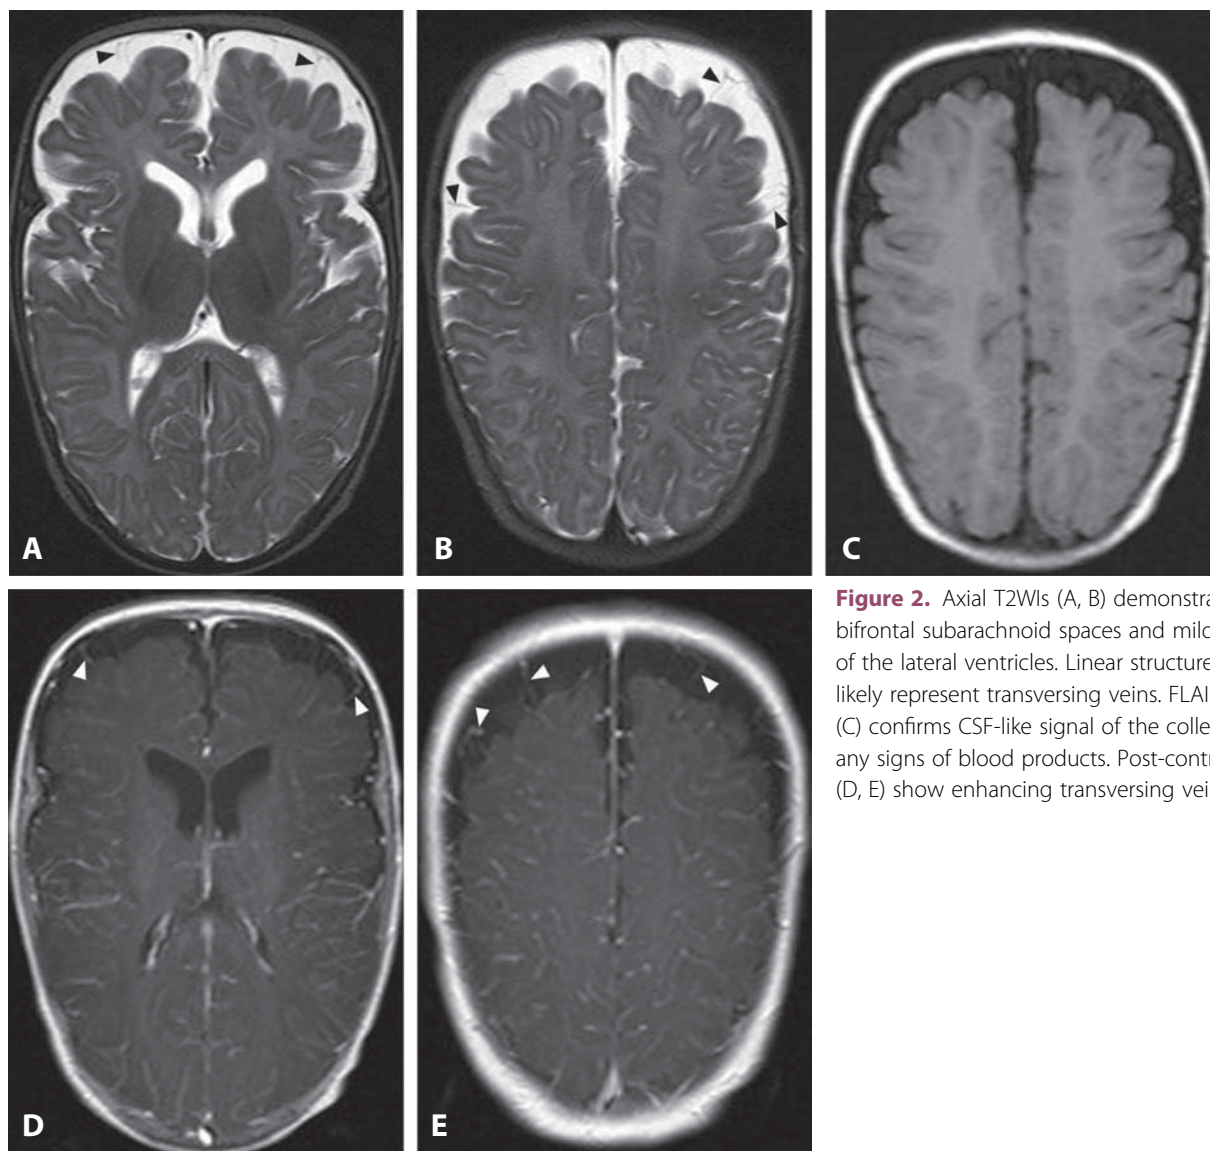 A
B
C
D
E
Figure 2. Axial T2WIs (A, B) demonstra
bifrontal subarachnoid spaces and mild
of the lateral ventricles. Linear structure
likely represent transversing veins. FLAI
(C) confirms CSF-like signal of the colle
any signs of blood products. Post-contr
(D, E) show enhancing transversing vei